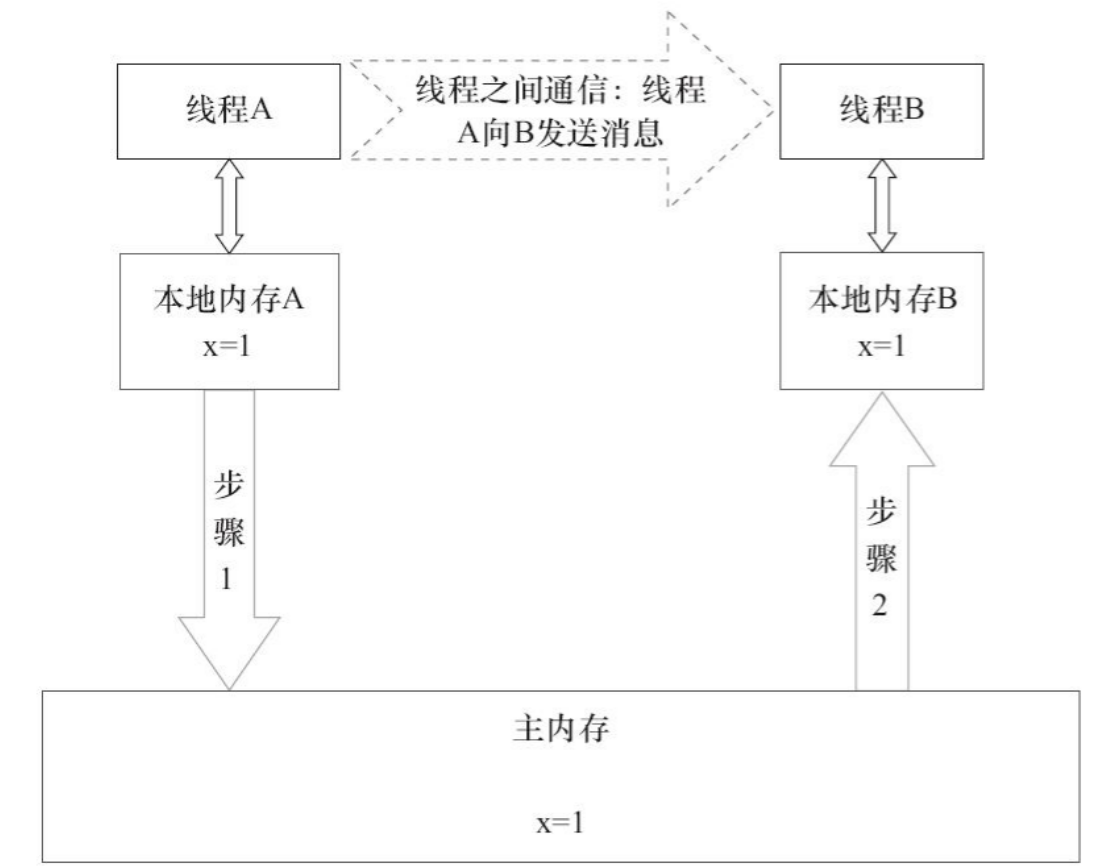 线程A
线程之间通信：线程
A向B发送消息
线程B
本地内存A
x=1
本地内存B
x=1
步
骤
1
步
骤
2
主内存
x=1